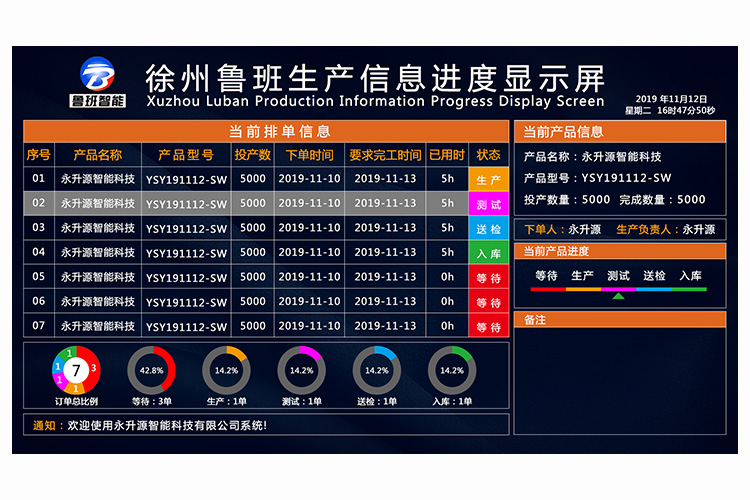 鲁班智能
徐州鲁班生产信息进度显示屏
Xuzhou Luban Production Information Progress Display Screen
2019 年11月12日
星期二 16时47分50秒
当前排单信息
序号 产品名称 产品型号 投产数 下单时间 要求完工时间 已用时 状态
01 永升源智能科技 YSY191112-SW 5000 2019-11-10 2019-11-13 5h 生产
02 永升源智能科技 YSY191112-SW 5000 2019-11-10 2019-11-13 5h 测试
03 永升源智能科技 YSY191112-SW 5000 2019-11-10 2019-11-13 5h 送检
04 永升源智能科技 YSY191112-SW 5000 2019-11-10 2019-11-13 5h 入库
05 永升源智能科技 YSY191112-SW 5000 2019-11-10 2019-11-13 0h 等待
06 永升源智能科技 YSY191112-SW 5000 2019-11-10 2019-11-13 0h 等待
07 永升源智能科技 YSY191112-SW 5000 2019-11-10 2019-11-13 0h 等待
当前产品信息
产品名称：永升源智能科技
产品型号：YSY191112-SW
投产数量：5000 完成数量：5000
下单人：永升源 生产负责人：永升源
当前产品进度
等待 生产 测试 送检 入库
备注
1
1 7 3
1
1
42.8% 14.2% 14.2% 14.2% 14.2%
订单总比例 等待：3单 生产：1单 测试：1单 送检：1单 入库：1单
通知：欢迎使用永升源智能科技有限公司系统!